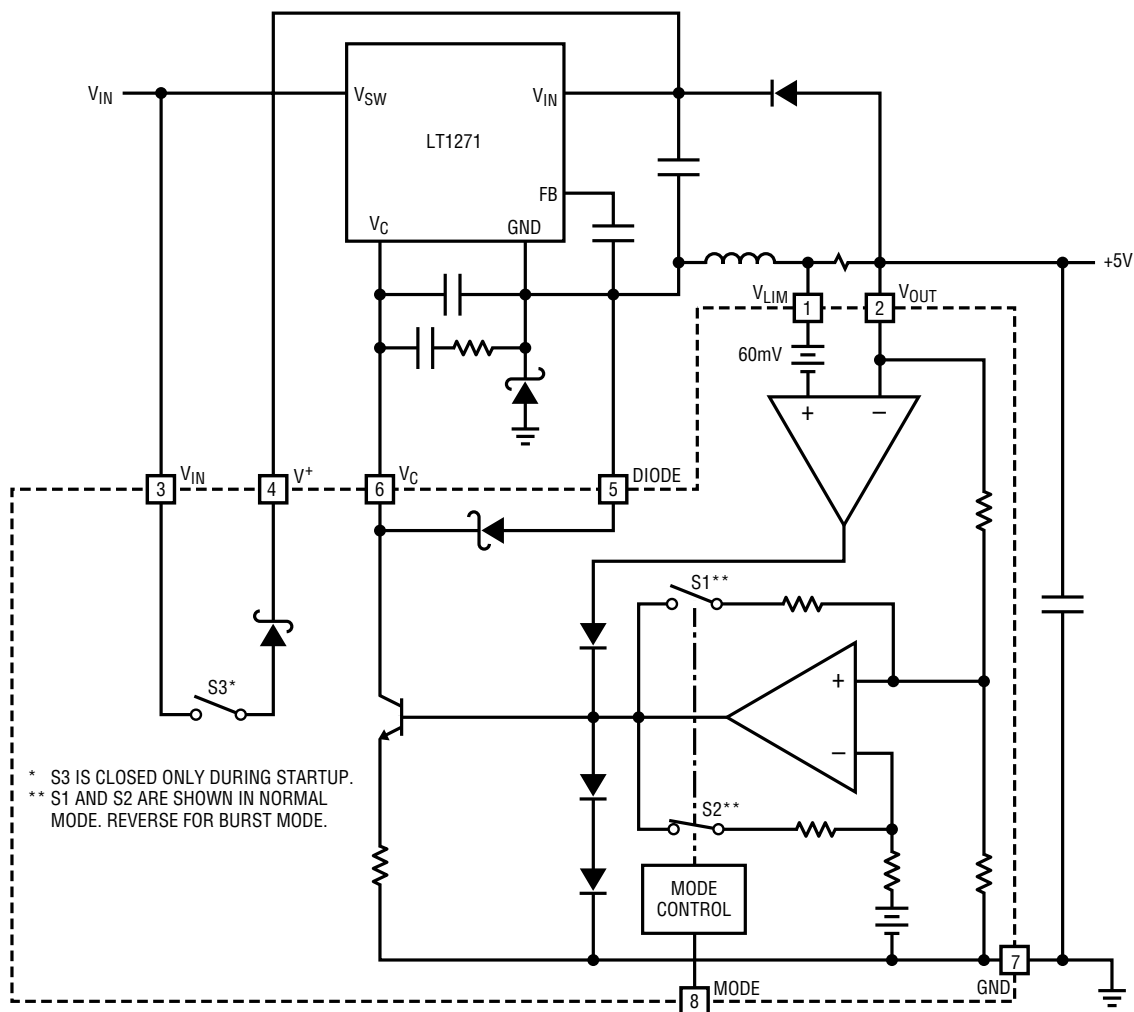 V_IN
V_SW
V_IN
LT1271
FB
V_C
GND
+5V
V_LIM
V_OUT
1
2
60mV
+
−
3
V_IN
4
V⁺
6
V_C
5
DIODE
S1**
S3*
+
−
S2**
* S3 IS CLOSED ONLY DURING STARTUP.
** S1 AND S2 ARE SHOWN IN NORMAL
MODE. REVERSE FOR BURST MODE.
MODE
CONTROL
7
GND
8
MODE